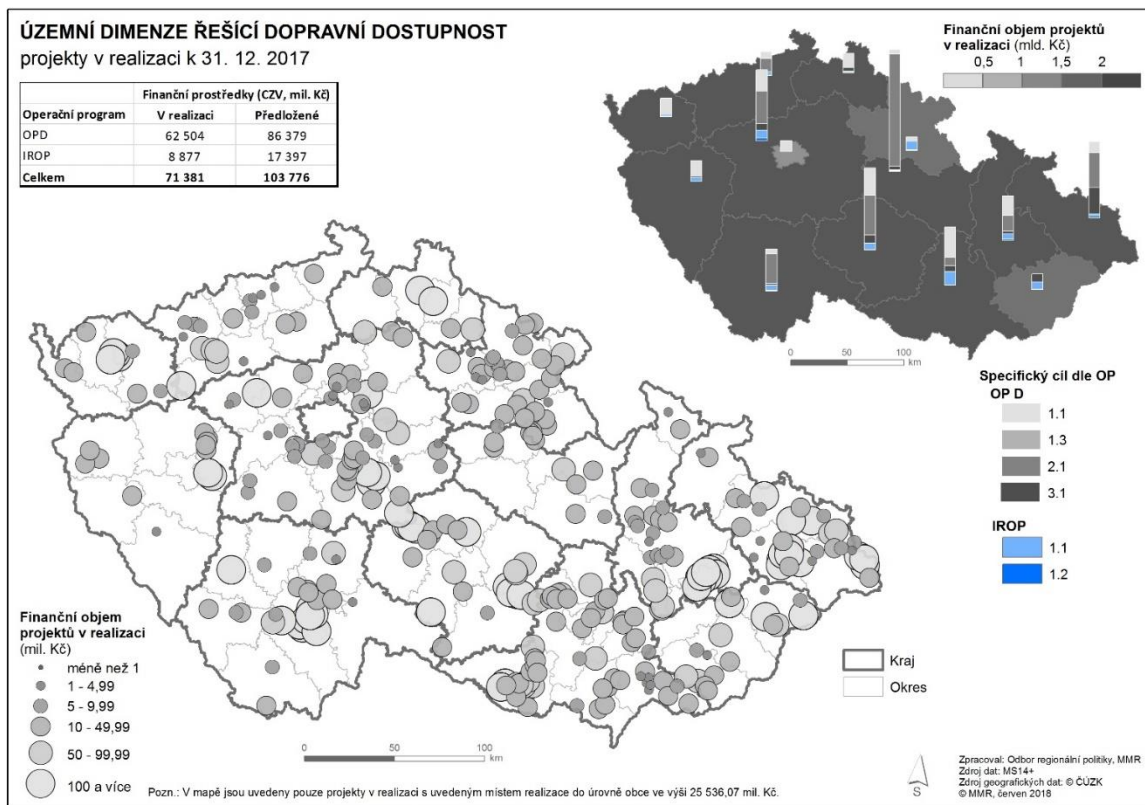 ÚZEMNÍ DIMENZE ŘEŠÍCÍ DOPRAVNÍ DOSTUPNOST
projekty v realizaci k 31. 12. 2017
Finanční prostředky (CZV, mil. Kč)
Operační program V realizaci Předložené
OPD 62 504 86 379
IROP 8 877 17 397
Celkem 71 381 103 776
Finanční objem projektů
v realizaci (mld. Kč)
0,5 1 1,5 2
0 50 100
km
Specifický cíl dle OP
OP D
1.1
1.3
2.1
3.1
IROP
1.1
1.2
Finanční objem
projektů v realizaci
(mil. Kč)
méně než 1
1 - 4,99
5 - 9,99
10 - 49,99
50 - 99,99
100 a více
Kraj
Okres
0 50 100
km
Pozn.: V mapě jsou uvedeny pouze projekty v realizaci s uvedeným místem realizace do úrovně obce ve výši 25 536,07 mil. Kč.
S
Zpracoval: Odbor regionální politiky, MMR
Zdroj dat: MS14+
Zdroj geografických dat: © ČÚZK
© MMR, červen 2018